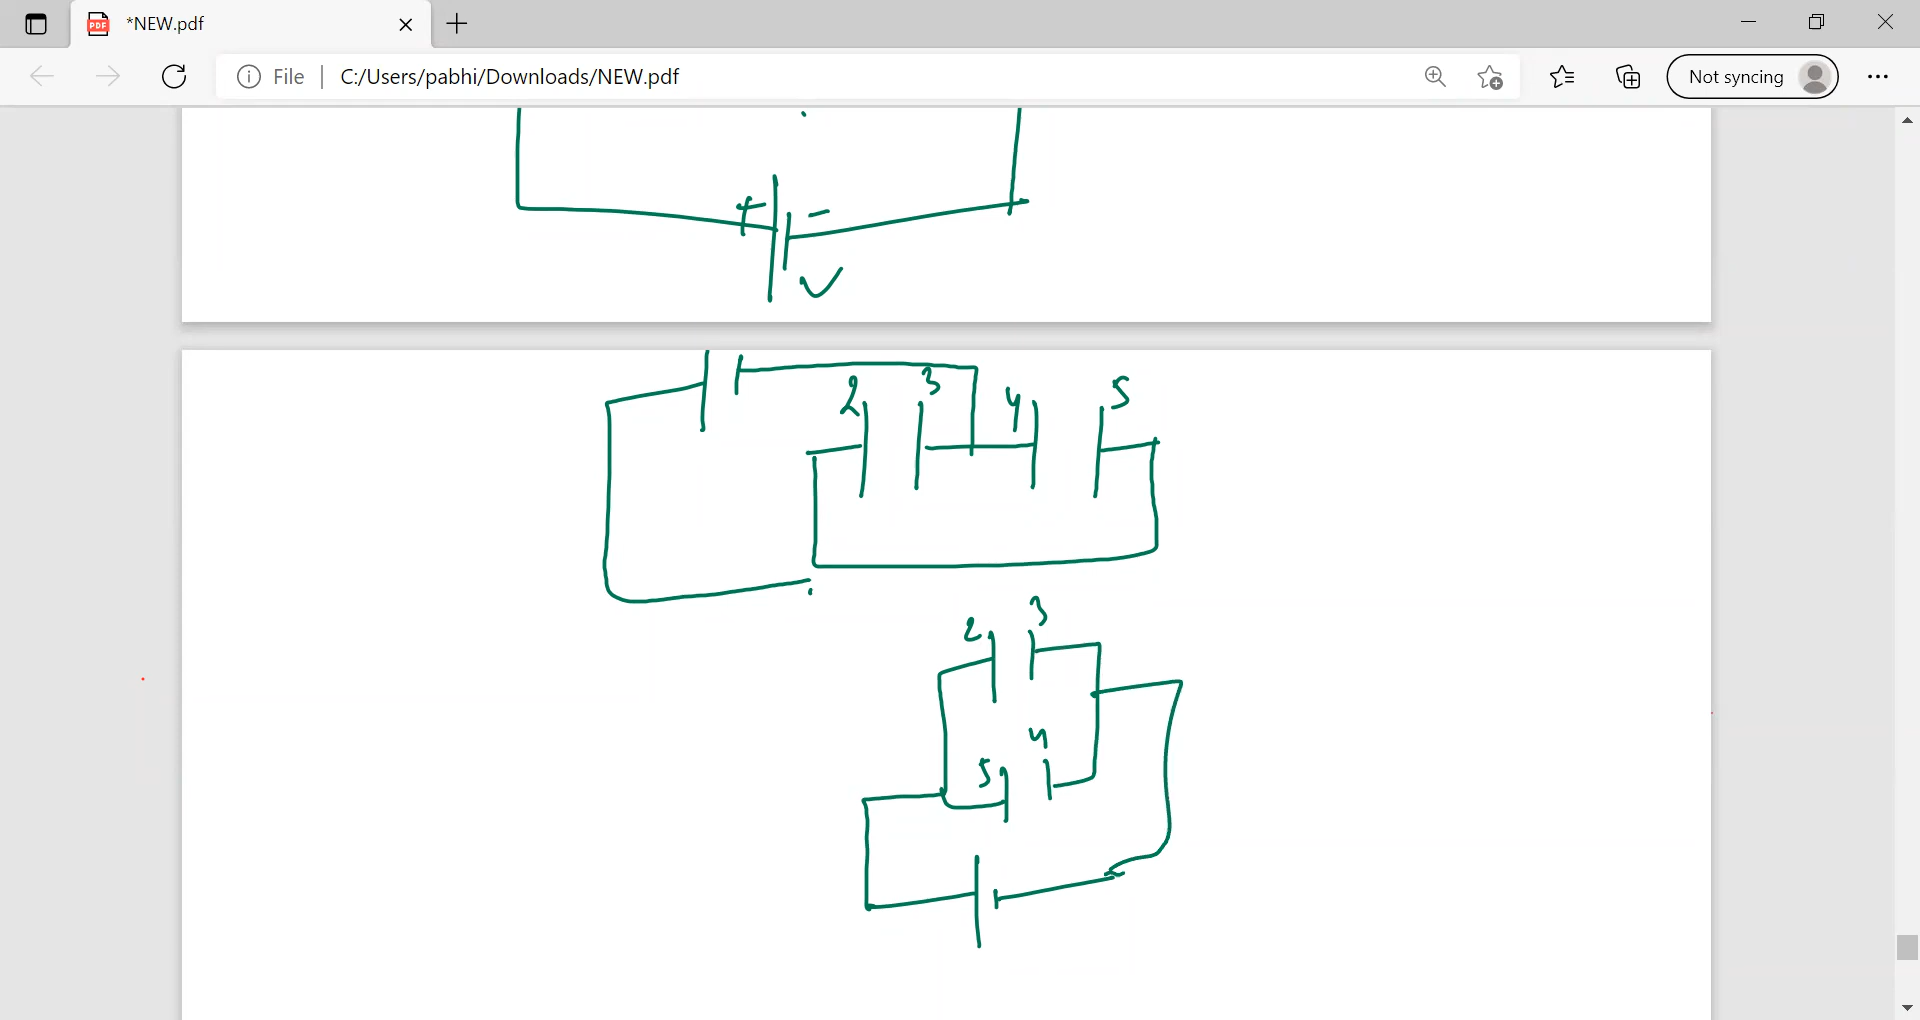 *NEW.pdf
File | C:/Users/pabhi/Downloads/NEW.pdf
Not syncing
+ -
V
2 3 4 5
2 3
5 4